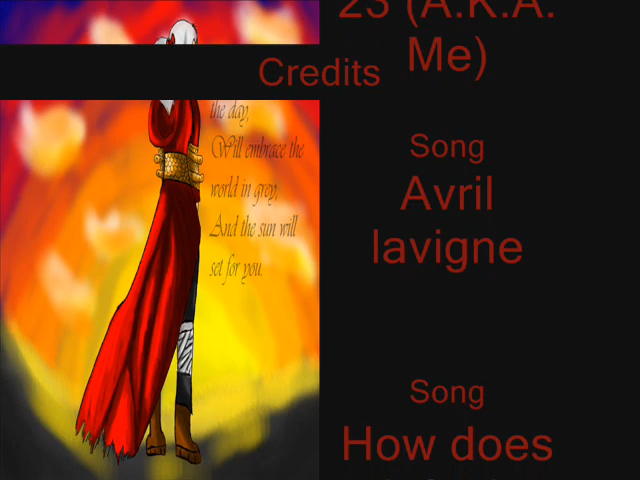 23 (A.K.A.
Me)
Credits
the day,
Will embrace the
world in grey,
And the sun will
set for you.
Song
Avril
lavigne
Song
How does